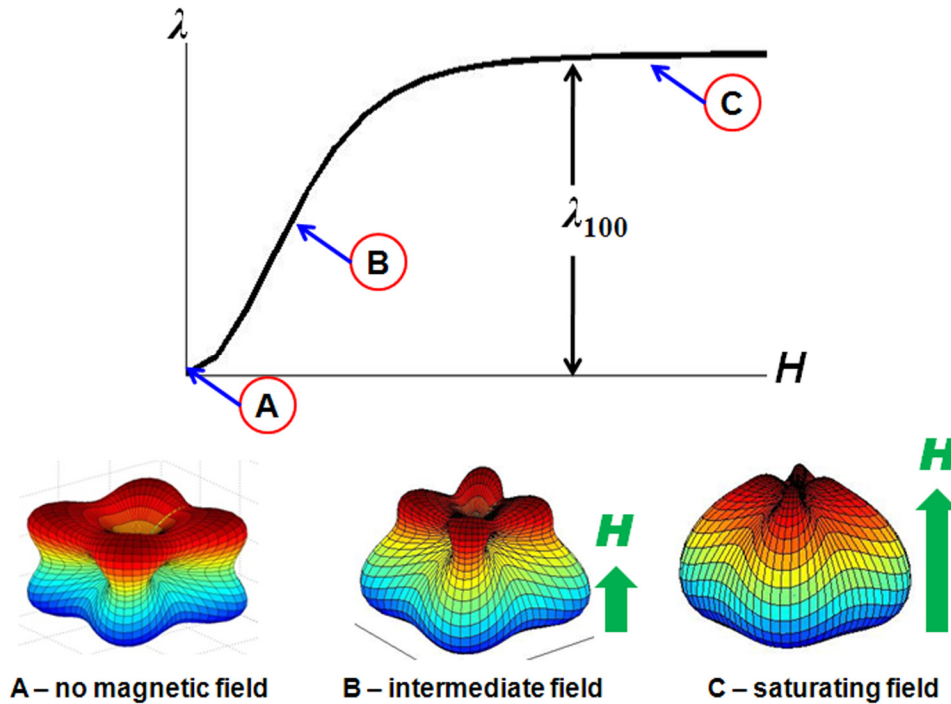 λ
C
B
λ100
A
H
H
H
A – no magnetic field
B – intermediate field
C – saturating field